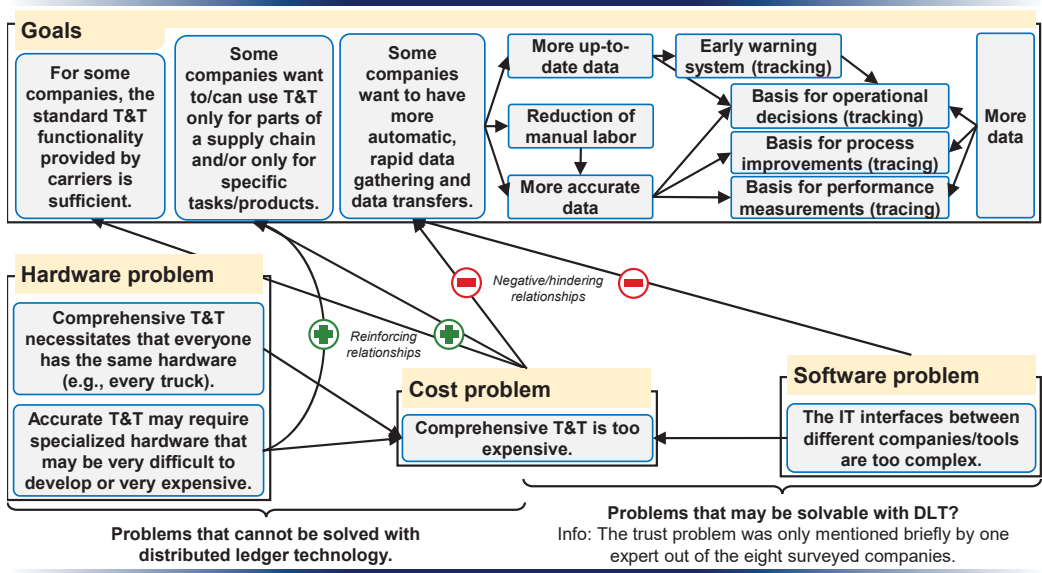 Goals
For some
companies, the
standard T&T
functionality
provided by
carriers is
sufficient.
Some
companies want
to/can use T&T
only for parts of
a supply chain
and/or only for
specific
tasks/products.
Some
companies
want to have
more
automatic,
rapid data
gathering and
data transfers.
More up-to-
date data
Reduction of
manual labor
More accurate
data
Early warning
system (tracking)
Basis for operational
decisions (tracking)
Basis for process
improvements (tracing)
Basis for performance
measurements (tracing)
More
data
Negative/hindering
relationships
Reinforcing
relationships
Hardware problem
Comprehensive T&T
necessitates that everyone
has the same hardware
(e.g., every truck).
Accurate T&T may require
specialized hardware that
may be very difficult to
develop or very expensive.
Cost problem
Comprehensive T&T is too
expensive.
Software problem
The IT interfaces between
different companies/tools
are too complex.
Problems that cannot be solved with
distributed ledger technology.
Problems that may be solvable with DLT?
Info: The trust problem was only mentioned briefly by one
expert out of the eight surveyed companies.